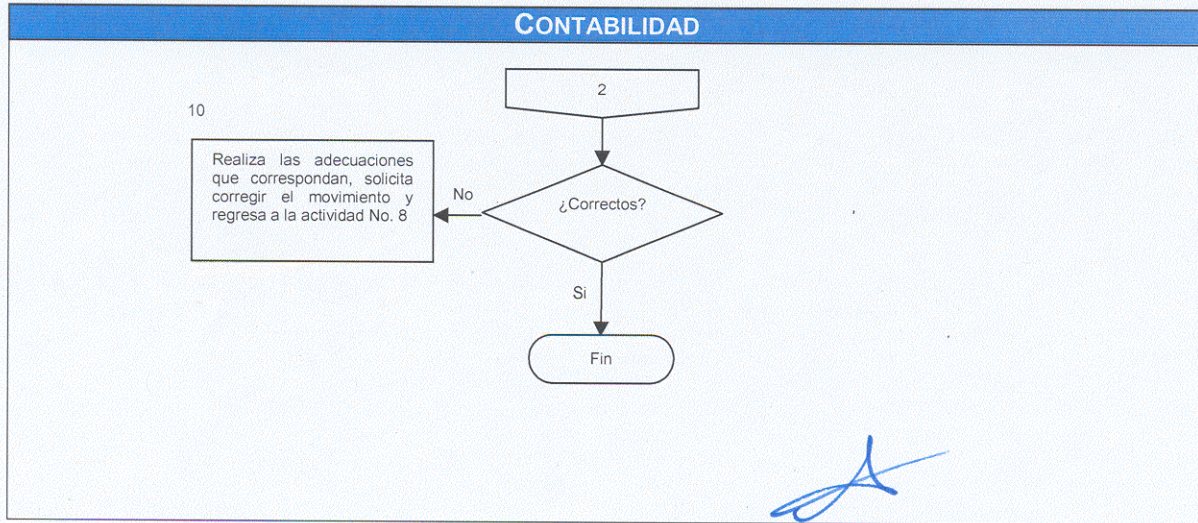 CONTABILIDAD
2
10
Realiza las adecuaciones
que correspondan, solicita
corregir el movimiento y
regresa a la actividad No. 8
No
¿Correctos?
Si
Fin